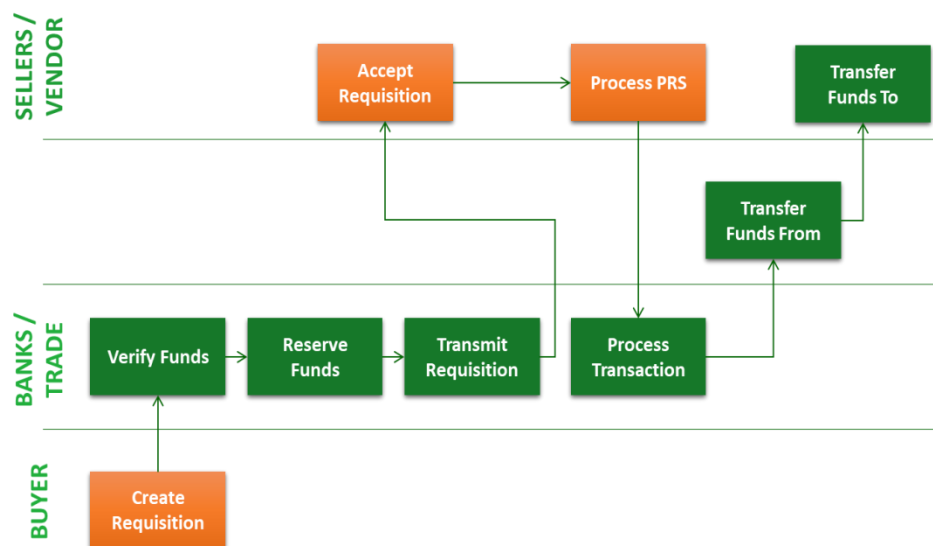 SELLERS /
VENDOR
Accept
Requisition
Process PRS
Transfer
Funds To
Transfer
Funds From
BANKS /
TRADE
Verify Funds
Reserve
Funds
Transmit
Requisition
Process
Transaction
BUYER
Create
Requisition